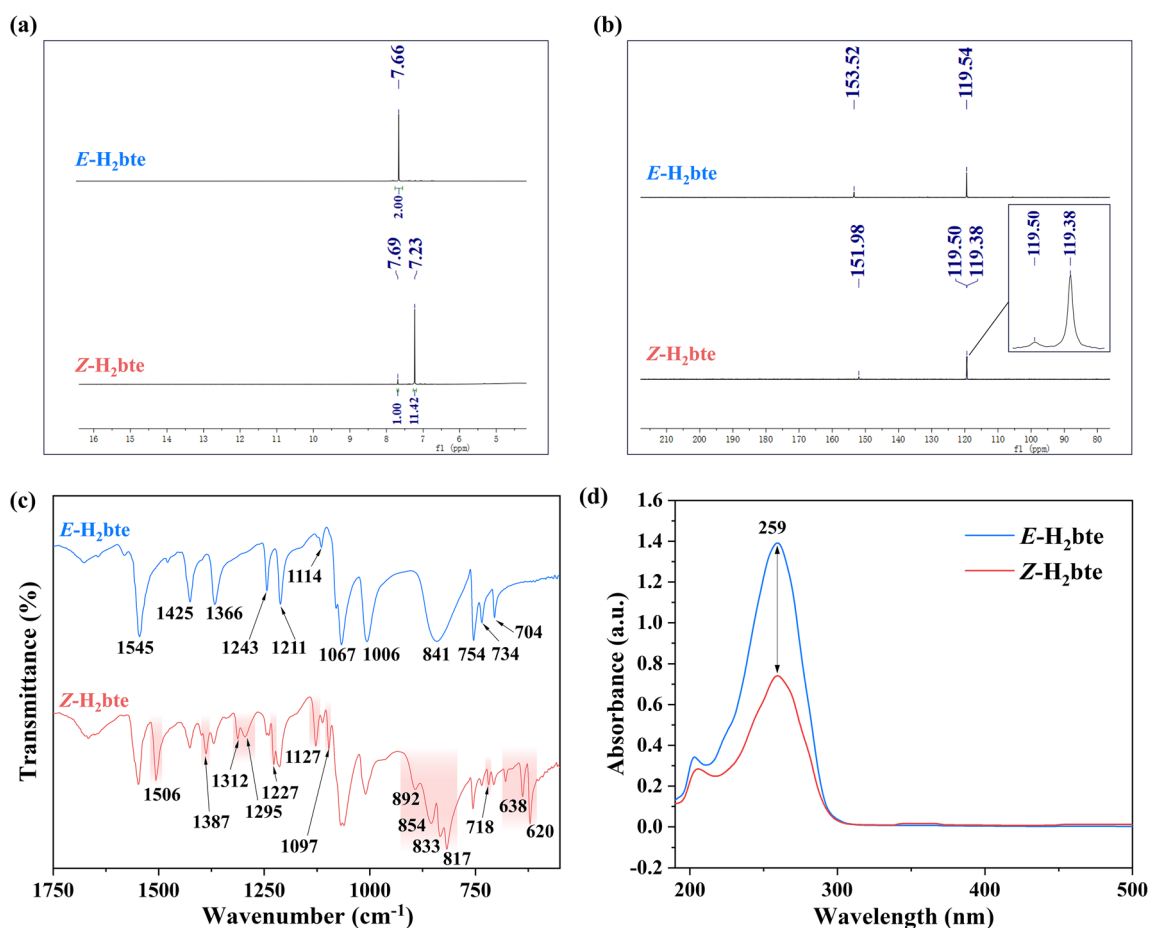 (a)
7.66
E-H₂bte
2.00
7.69
7.23
Z-H₂bte
1.00
11.42
16 15 14 13 12 11 10 9 8 7 6 5
f1 (ppm)
(b)
153.52
119.54
E-H₂bte
151.98
119.50
119.38
119.50
119.38
Z-H₂bte
210 200 190 180 170 160 150 140 130 120 110 100 90 80
f1 (ppm)
(c)
E-H₂bte
1545
1425
1366
1243
1211
1114
1067
1006
841
754
734
704
Z-H₂bte
1506
1387
1312
1295
1227
1127
1097
892
854
833
817
718
638
620
Transmittance (%)
1750 1500 1250 1000 750
Wavenumber (cm⁻¹)
(d)
259
E-H₂bte
Z-H₂bte
Absorbance (a.u.)
1.6
1.4
1.2
1.0
0.8
0.6
0.4
0.2
0.0
-0.2
200 300 400 500
Wavelength (nm)